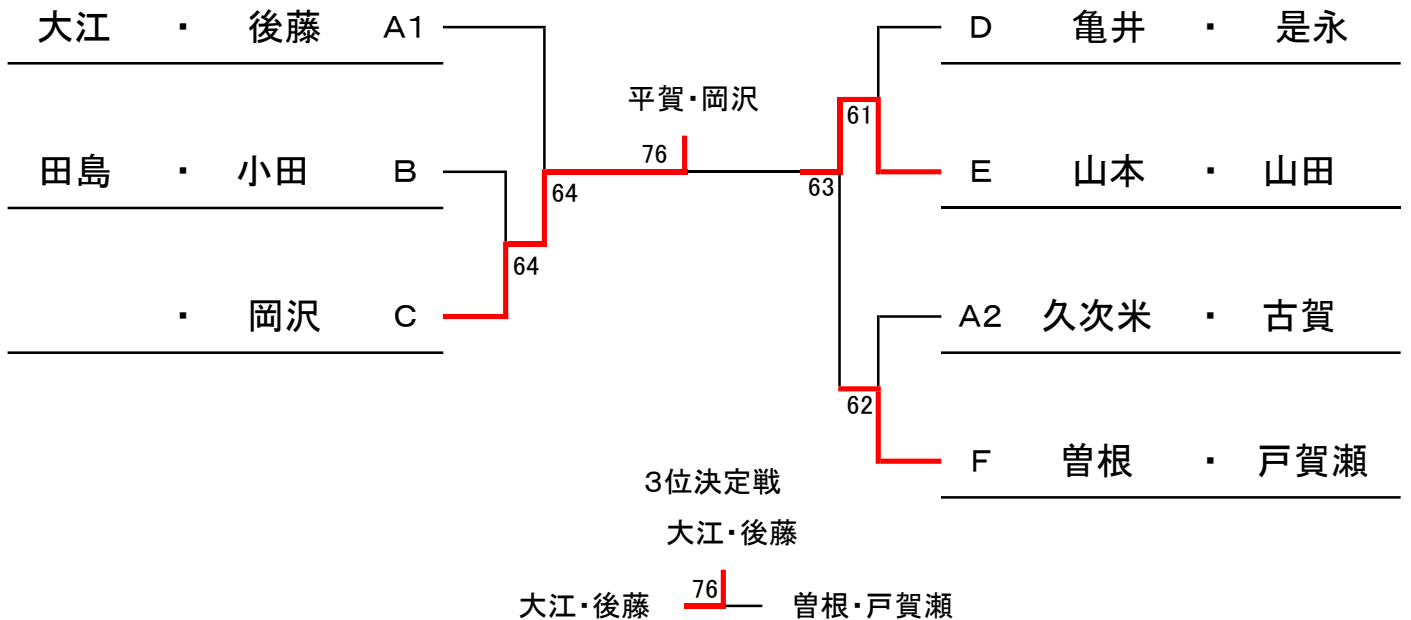 大江 ・ 後藤 A1
D 亀井 ・ 是永
平賀・岡沢
61
田島 ・ 小田 B
76
E 山本 ・ 山田
64
63
64
・ 岡沢 C
A2 久次米 ・ 古賀
62
F 曽根 ・ 戸賀瀬
3位決定戦
大江・後藤
大江・後藤 76 曽根・戸賀瀬